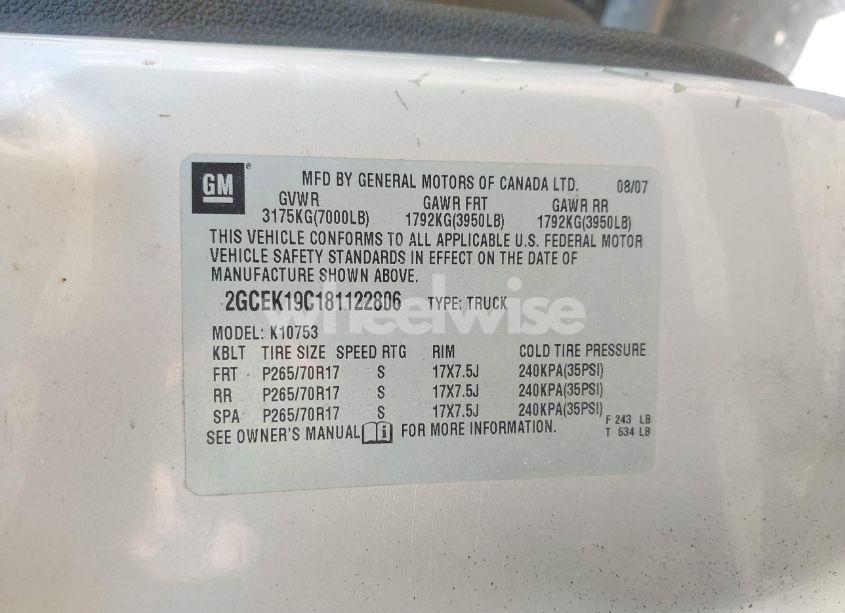 GM ®
MFD BY GENERAL MOTORS OF CANADA LTD. 08/07
GVWR GAWR FRT GAWR RR
3175KG(7000LB) 1792KG(3950LB) 1792KG(3950LB)
THIS VEHICLE CONFORMS TO ALL APPLICABLE U.S. FEDERAL MOTOR
VEHICLE SAFETY STANDARDS IN EFFECT ON THE DATE OF
MANUFACTURE SHOWN ABOVE.
2GCEK19C181122806 TYPE: TRUCK
wheelwise
MODEL: K10753
KBLT TIRE SIZE SPEED RTG RIM COLD TIRE PRESSURE
FRT P265/70R17 S 17X7.5J 240KPA(35PSI)
RR P265/70R17 S 17X7.5J 240KPA(35PSI)
SPA P265/70R17 S 17X7.5J 240KPA(35PSI)
F 243 LB
T 634 LB
SEE OWNER'S MANUAL FOR MORE INFORMATION.